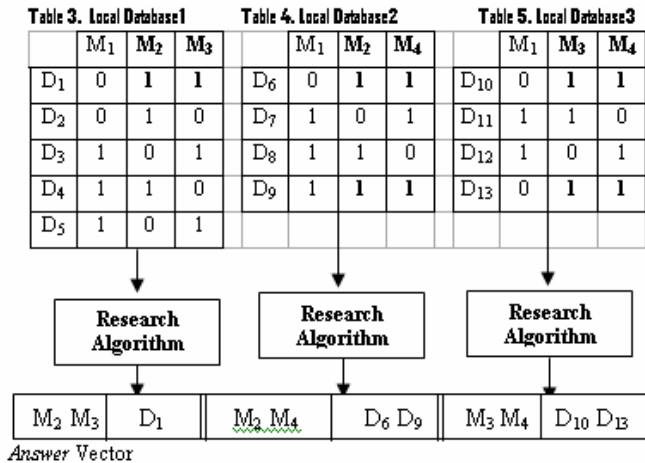 Table 3. Local Database1 Table 4. Local Database2 Table 5. Local Database3
M1 M2 M3 M1 M2 M4 M1 M3 M4
D1 0 1 1 D6 0 1 1 D10 0 1 1
D2 0 1 0 D7 1 0 1 D11 1 1 0
D3 1 0 1 D8 1 1 0 D12 1 0 1
D4 1 1 0 D9 1 1 1 D13 0 1 1
D5 1 0 1
Research Algorithm Research Algorithm Research Algorithm
M2 M3 D1 M2 M4 D6 D9 M3 M4 D10 D13
Answer Vector